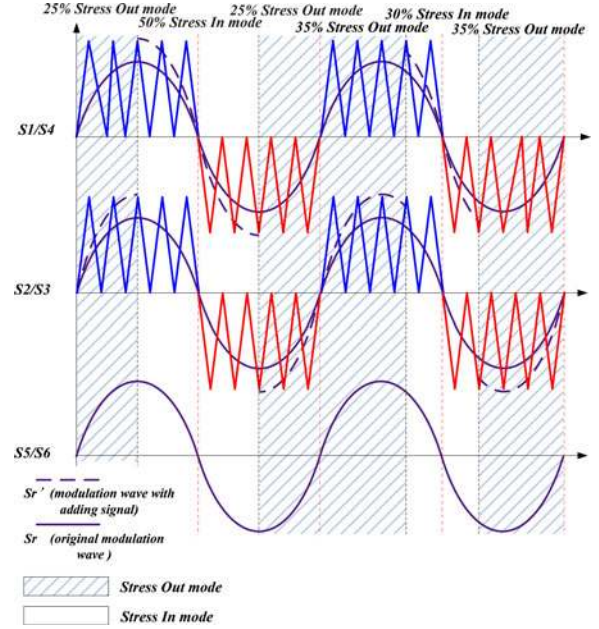 25% Stress Out mode
50% Stress In mode
25% Stress Out mode
35% Stress Out mode
30% Stress In mode
35% Stress Out mode
S1/S4
S2/S3
S5/S6
Sr ' (modulation wave with
adding signal)
Sr (original modulation
wave )
Stress Out mode
Stress In mode